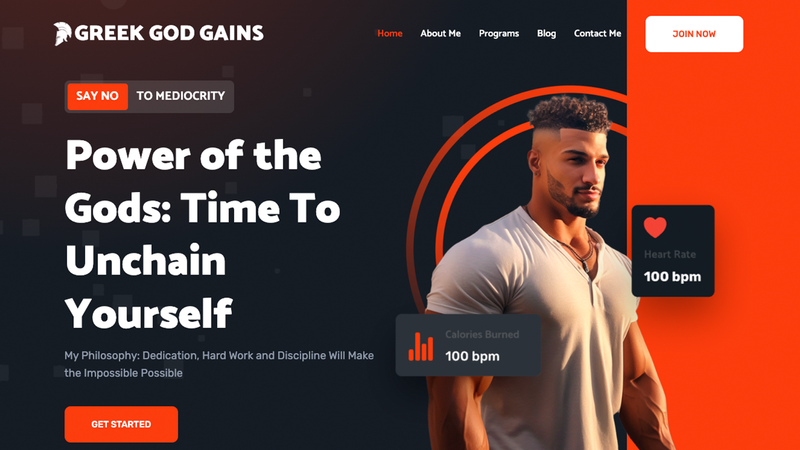 GREEK GOD GAINS
Home About Me Programs Blog Contact Me
JOIN NOW
SAY NO TO MEDIOCRITY
Power of the
Gods: Time To
Unchain
Yourself
My Philosophy: Dedication, Hard Work and Discipline Will Make
the Impossible Possible
GET STARTED
Heart Rate
100 bpm
Calories Burned
100 bpm